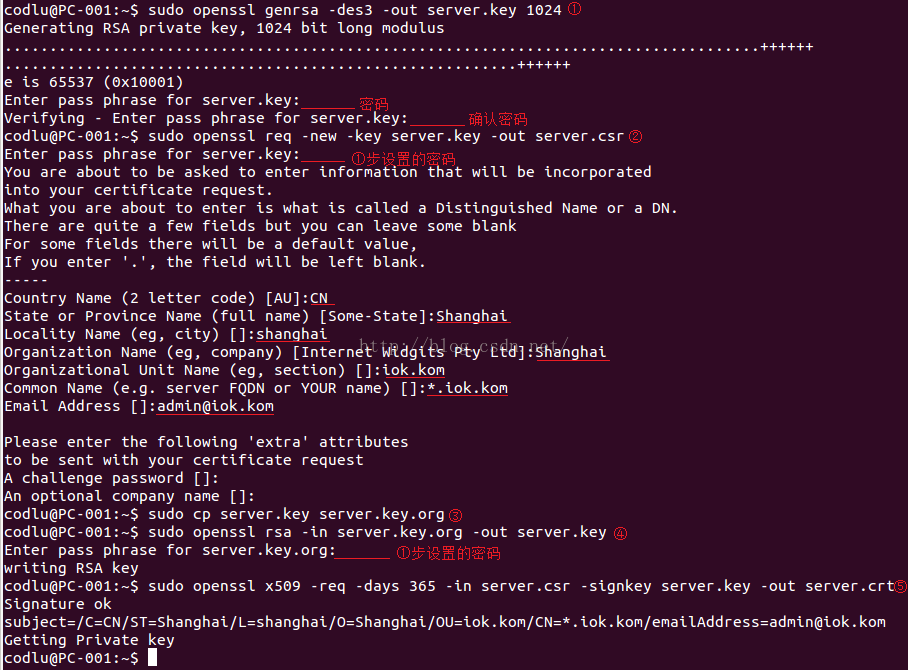 codlu@PC-001:~$ sudo openssl genrsa -des3 -out server.key 1024 ①
Generating RSA private key, 1024 bit long modulus
....................................................................................++++++
.........................................................++++++
e is 65537 (0x10001)
Enter pass phrase for server.key:______ 密码
Verifying - Enter pass phrase for server.key:______ 确认密码
codlu@PC-001:~$ sudo openssl req -new -key server.key -out server.csr ②
Enter pass phrase for server.key:_____ ①步设置的密码
You are about to be asked to enter information that will be incorporated
into your certificate request.
What you are about to enter is what is called a Distinguished Name or a DN.
There are quite a few fields but you can leave some blank
For some fields there will be a default value,
If you enter '.', the field will be left blank.
-----
Country Name (2 letter code) [AU]:CN
State or Province Name (full name) [Some-State]:Shanghai
Locality Name (eg, city) []:shanghai
http://blog.csdn.net/
Organization Name (eg, company) [Internet Widgits Pty Ltd]:Shanghai
Organizational Unit Name (eg, section) []:iok.kom
Common Name (e.g. server FQDN or YOUR name) []:*.iok.kom
Email Address []:admin@iok.kom
Please enter the following 'extra' attributes
to be sent with your certificate request
A challenge password []:
An optional company name []:
codlu@PC-001:~$ sudo cp server.key server.key.org ③
codlu@PC-001:~$ sudo openssl rsa -in server.key.org -out server.key ④
Enter pass phrase for server.key.org:______ ①步设置的密码
writing RSA key
codlu@PC-001:~$ sudo openssl x509 -req -days 365 -in server.csr -signkey server.key -out server.crt⑤
Signature ok
subject=/C=CN/ST=Shanghai/L=shanghai/O=Shanghai/OU=iok.kom/CN=*.iok.kom/emailAddress=admin@iok.kom
Getting Private key
codlu@PC-001:~$